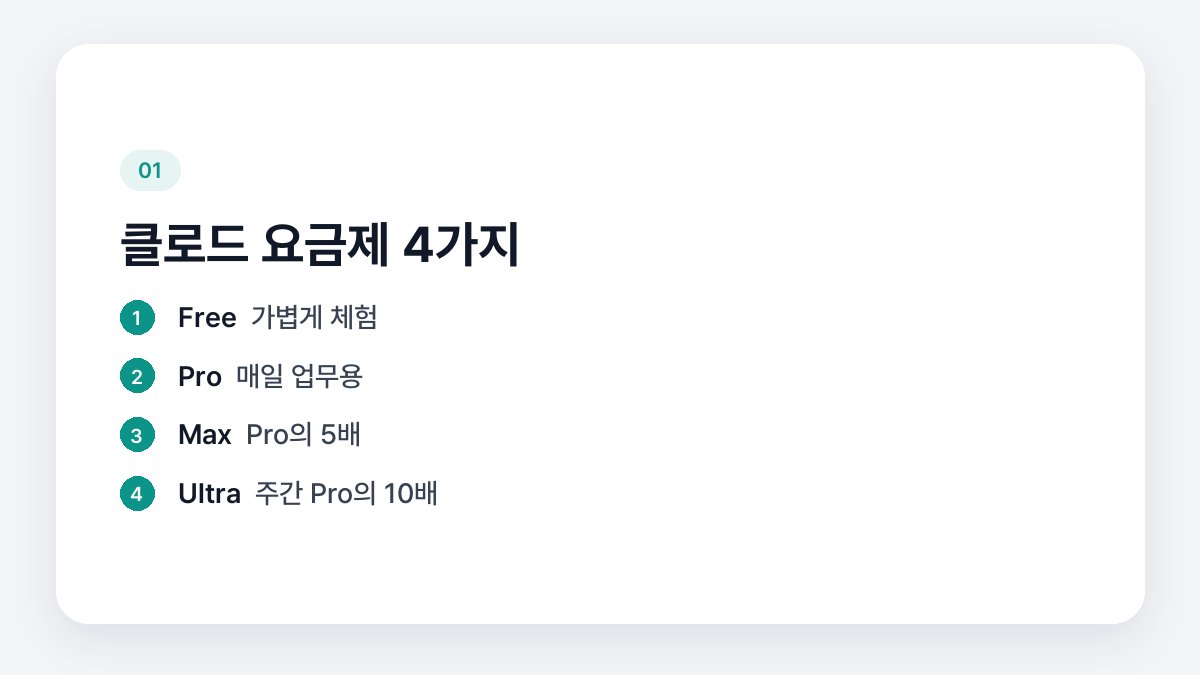 01
클로드 요금제 4가지
1 Free 가볍게 체험
2 Pro 매일 업무용
3 Max Pro의 5배
4 Ultra 주간 Pro의 10배